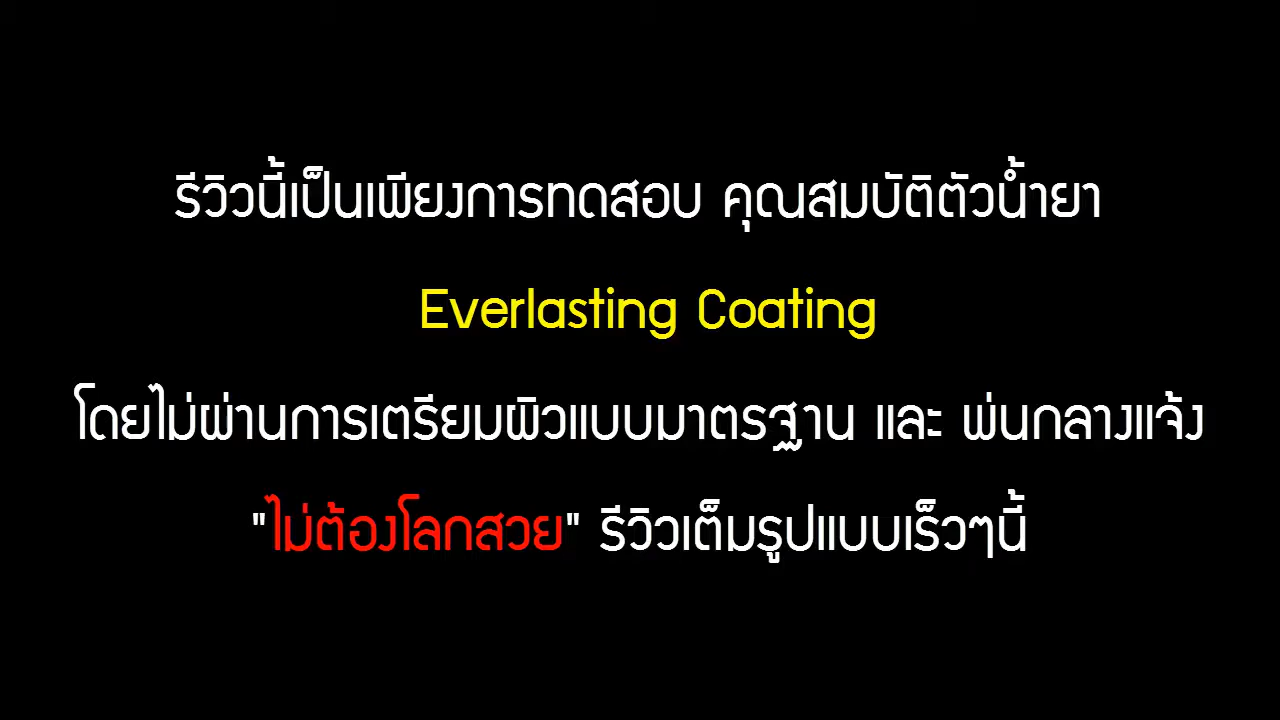 รีวิวนี้เป็นเพียงการทดสอบ คุณสมบัติตัวน้ำยา
Everlasting Coating
โดยไม่ผ่านการเตรียมผิวแบบมาตรฐาน และ พ่นกลางแจ้ง
"ไม่ต้องโลกสวย" รีวิวเต็มรูปแบบเร็วๆนี้